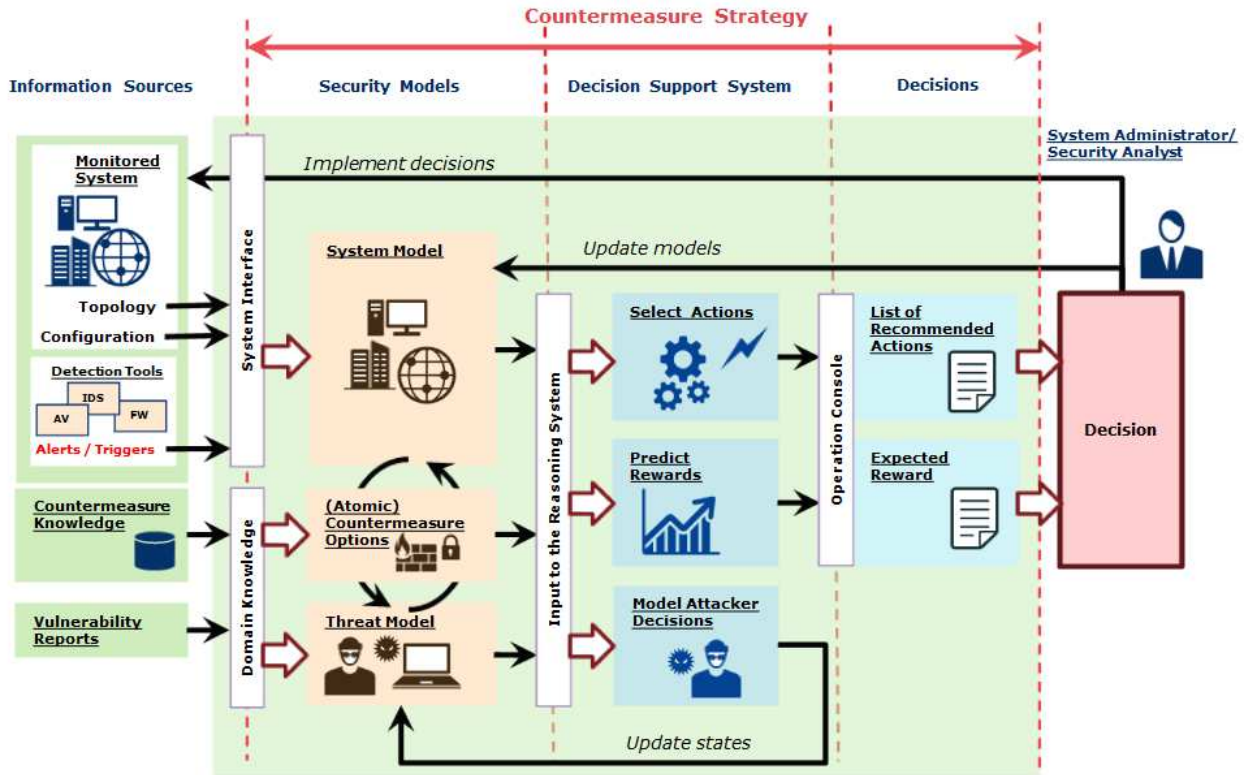 Countermeasure Strategy
Information Sources
Security Models
Decision Support System
Decisions
System Administrator/
Security Analyst
Monitored
System
Topology
Configuration
Detection Tools
IDS
AV
FW
Alerts / Triggers
Countermeasure
Knowledge
Vulnerability
Reports
System Interface
Domain Knowledge
Implement decisions
Update models
System Model
(Atomic)
Countermeasure
Options
Threat Model
Input to the Reasoning System
Select Actions
Predict
Rewards
Model Attacker
Decisions
Update states
Operation Console
List of
Recommended
Actions
Expected
Reward
Decision